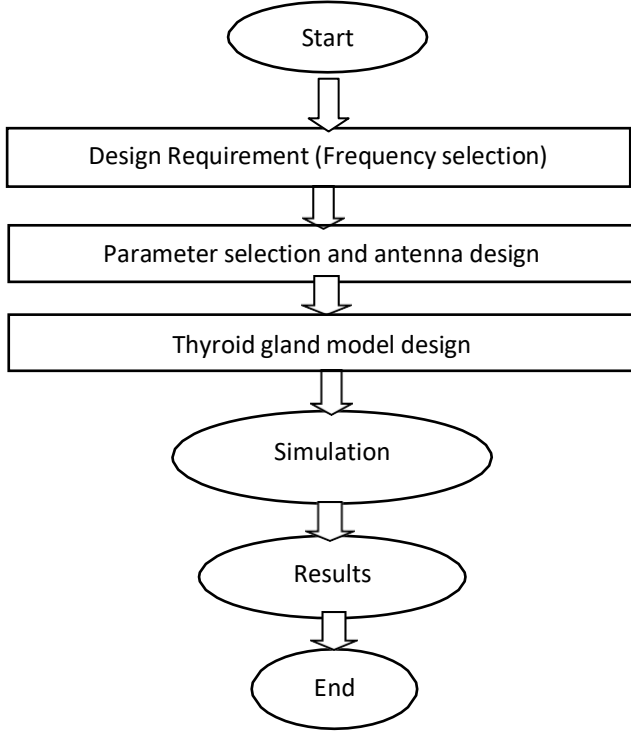 Start
Design Requirement (Frequency selection)
Parameter selection and antenna design
Thyroid gland model design
Simulation
Results
End